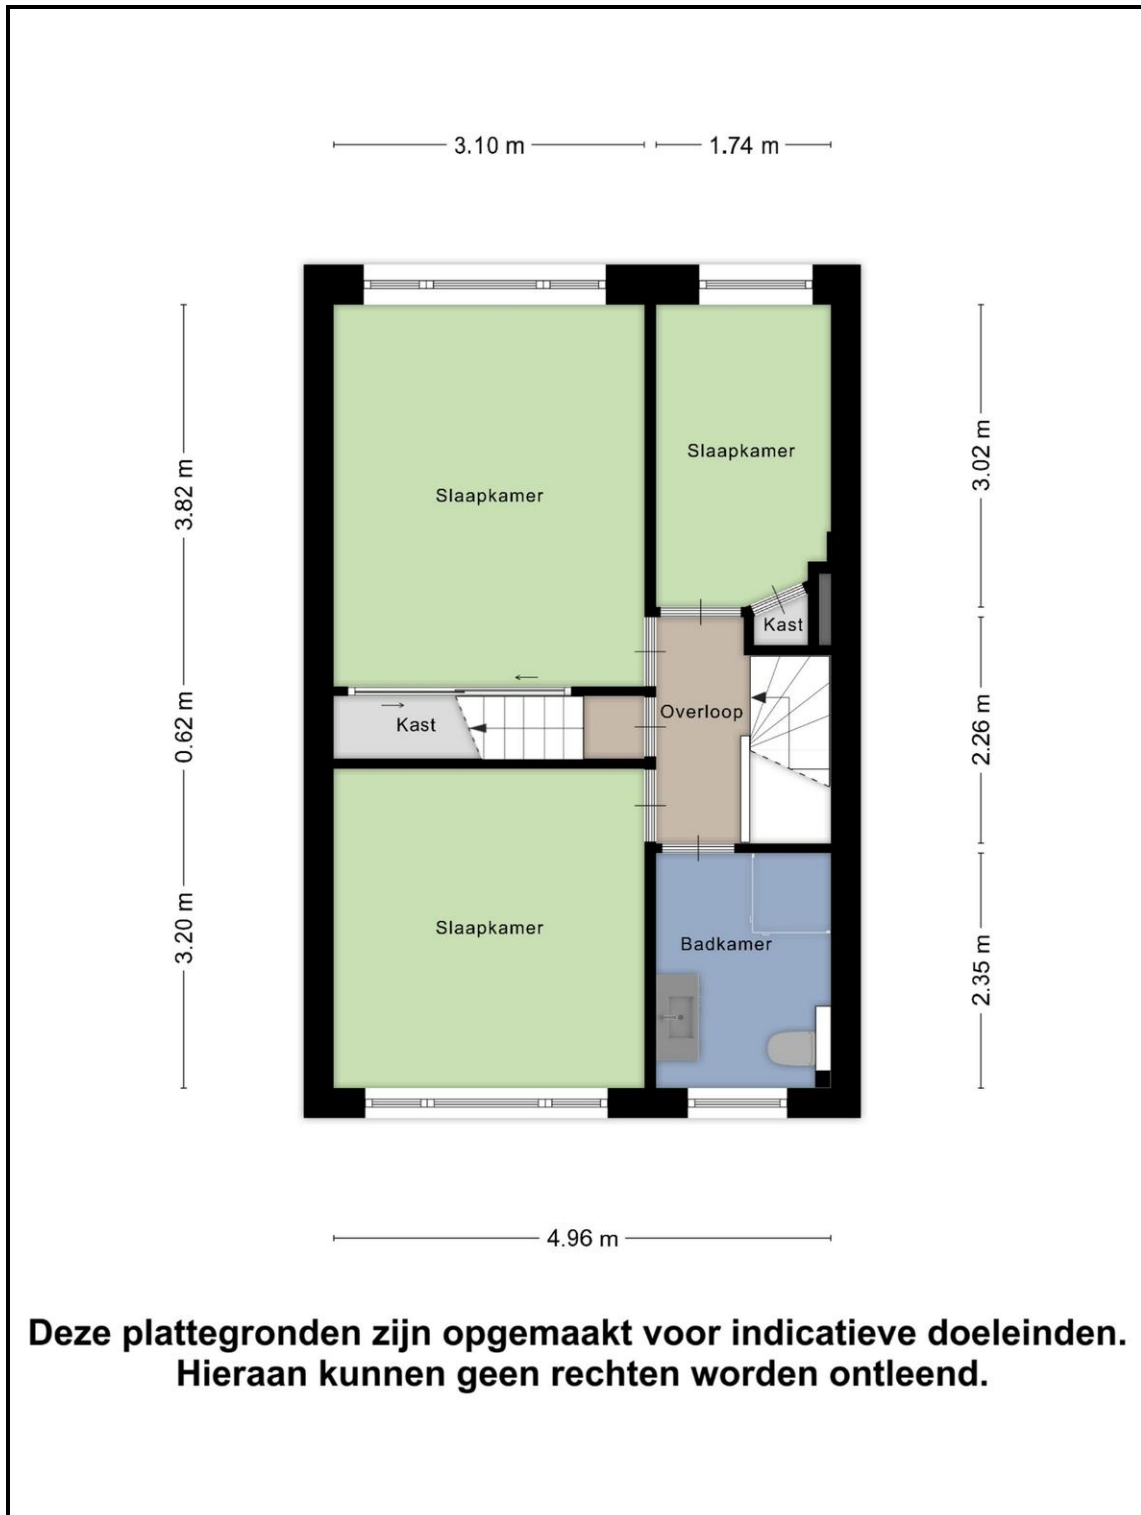 3.10 m
1.74 m
3.82 m
3.02 m
Slaapkamer
Slaapkamer
Kast
0.62 m
Kast
Overloop
2.26 m
3.20 m
Slaapkamer
Badkamer
2.35 m
4.96 m
Deze plattegronden zijn opgemaakt voor indicatieve doeleinden.
Hieraan kunnen geen rechten worden ontleend.